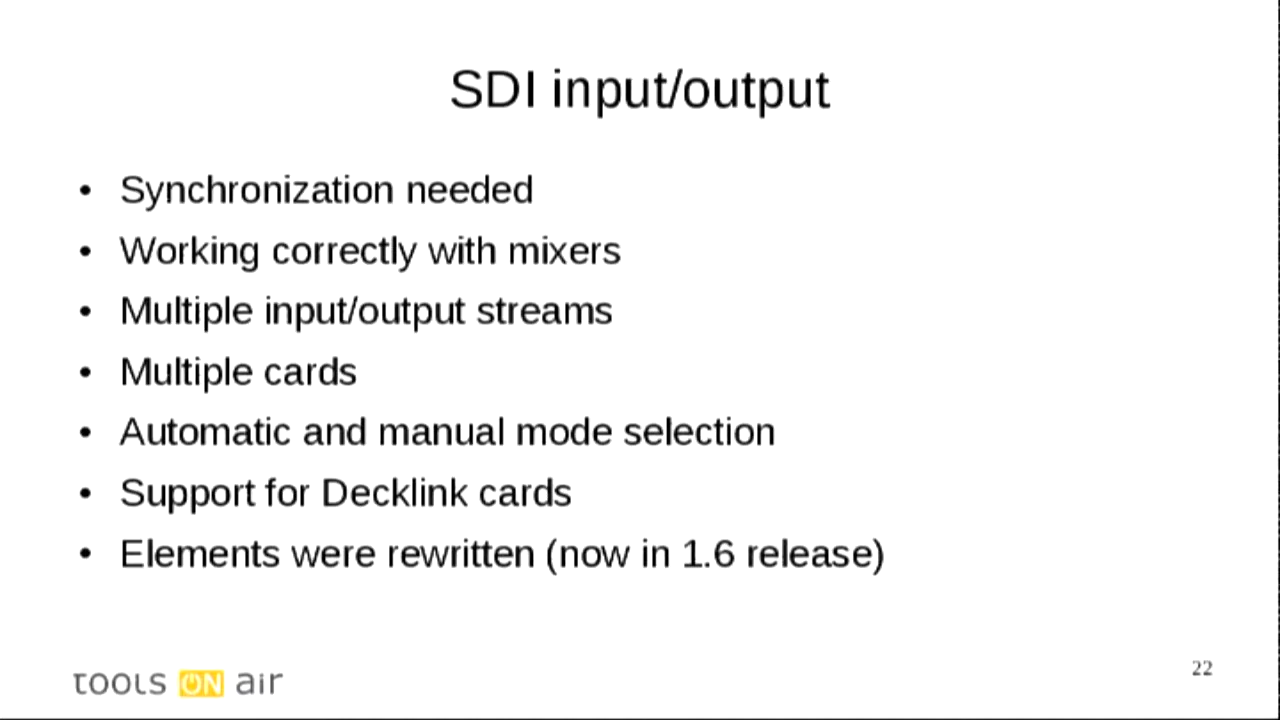 SDI input/output
• Synchronization needed
• Working correctly with mixers
• Multiple input/output streams
• Multiple cards
• Automatic and manual mode selection
• Support for Decklink cards
• Elements were rewritten (now in 1.6 release)
tools ON air
22